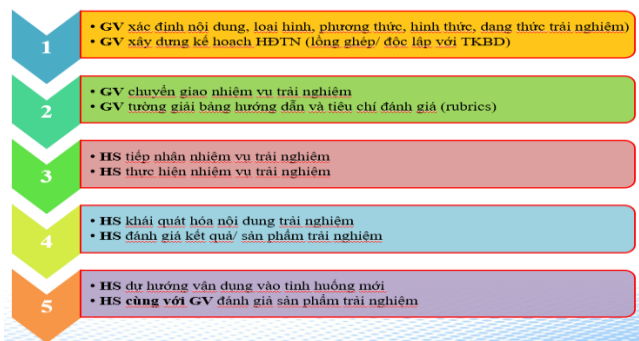 1
• GV xác định nội dung, loại hình, phương thức, hình thức, dạng thức trải nghiệm)
• GV xây dựng kế hoạch HĐTN (lồng ghép/ độc lập với TKBD)
2
• GV chuyển giao nhiệm vụ trải nghiệm
• GV tường giải bảng hướng dẫn và tiêu chí đánh giá (rubrics)
3
• HS tiếp nhận nhiệm vụ trải nghiệm
• HS thực hiện nhiệm vụ trải nghiệm
4
• HS khái quát hóa nội dung trải nghiệm
• HS đánh giá kết quả/ sản phẩm trải nghiệm
5
• HS dự hướng vận dụng vào tình huống mới
• HS cùng với GV đánh giá sản phẩm trải nghiệm